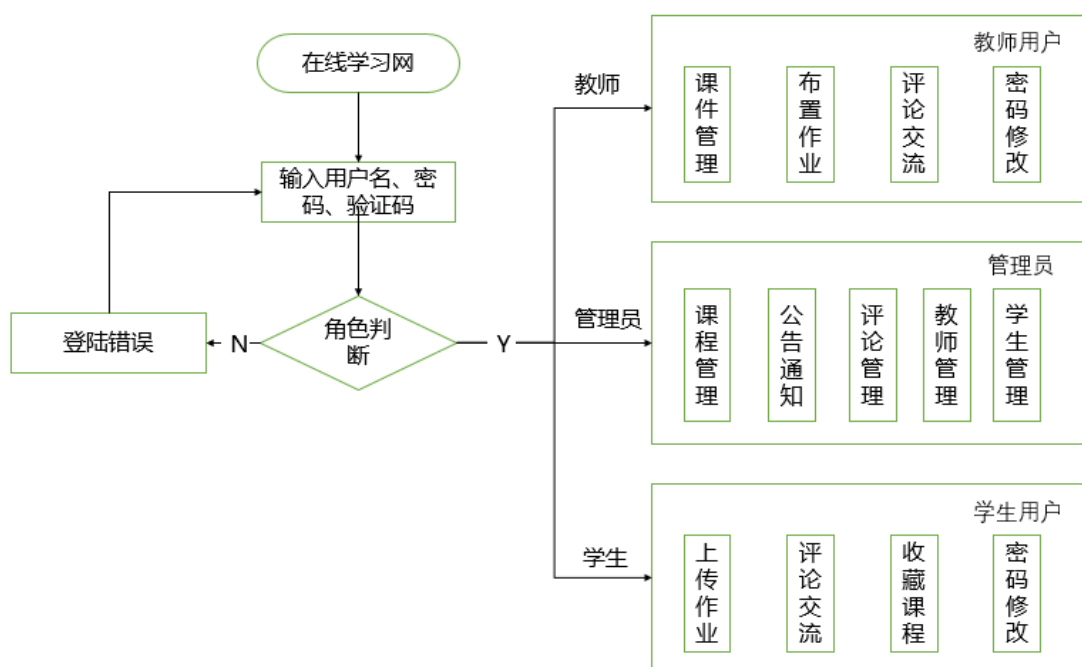 在线学习网
输入用户名、密
码、验证码
角色判
断
N
登陆错误
Y
教师
教师用户
课件管理
布置作业
评论交流
密码修改
管理员
管理员
课程管理
公告通知
评论管理
教师管理
学生管理
学生
学生用户
上传作业
评论交流
收藏课程
密码修改